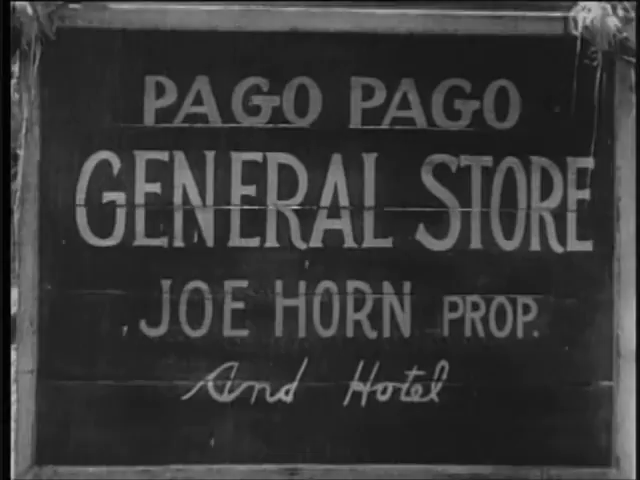 PAGO PAGO
GENERAL STORE
JOE HORN PROP.
And Hotel